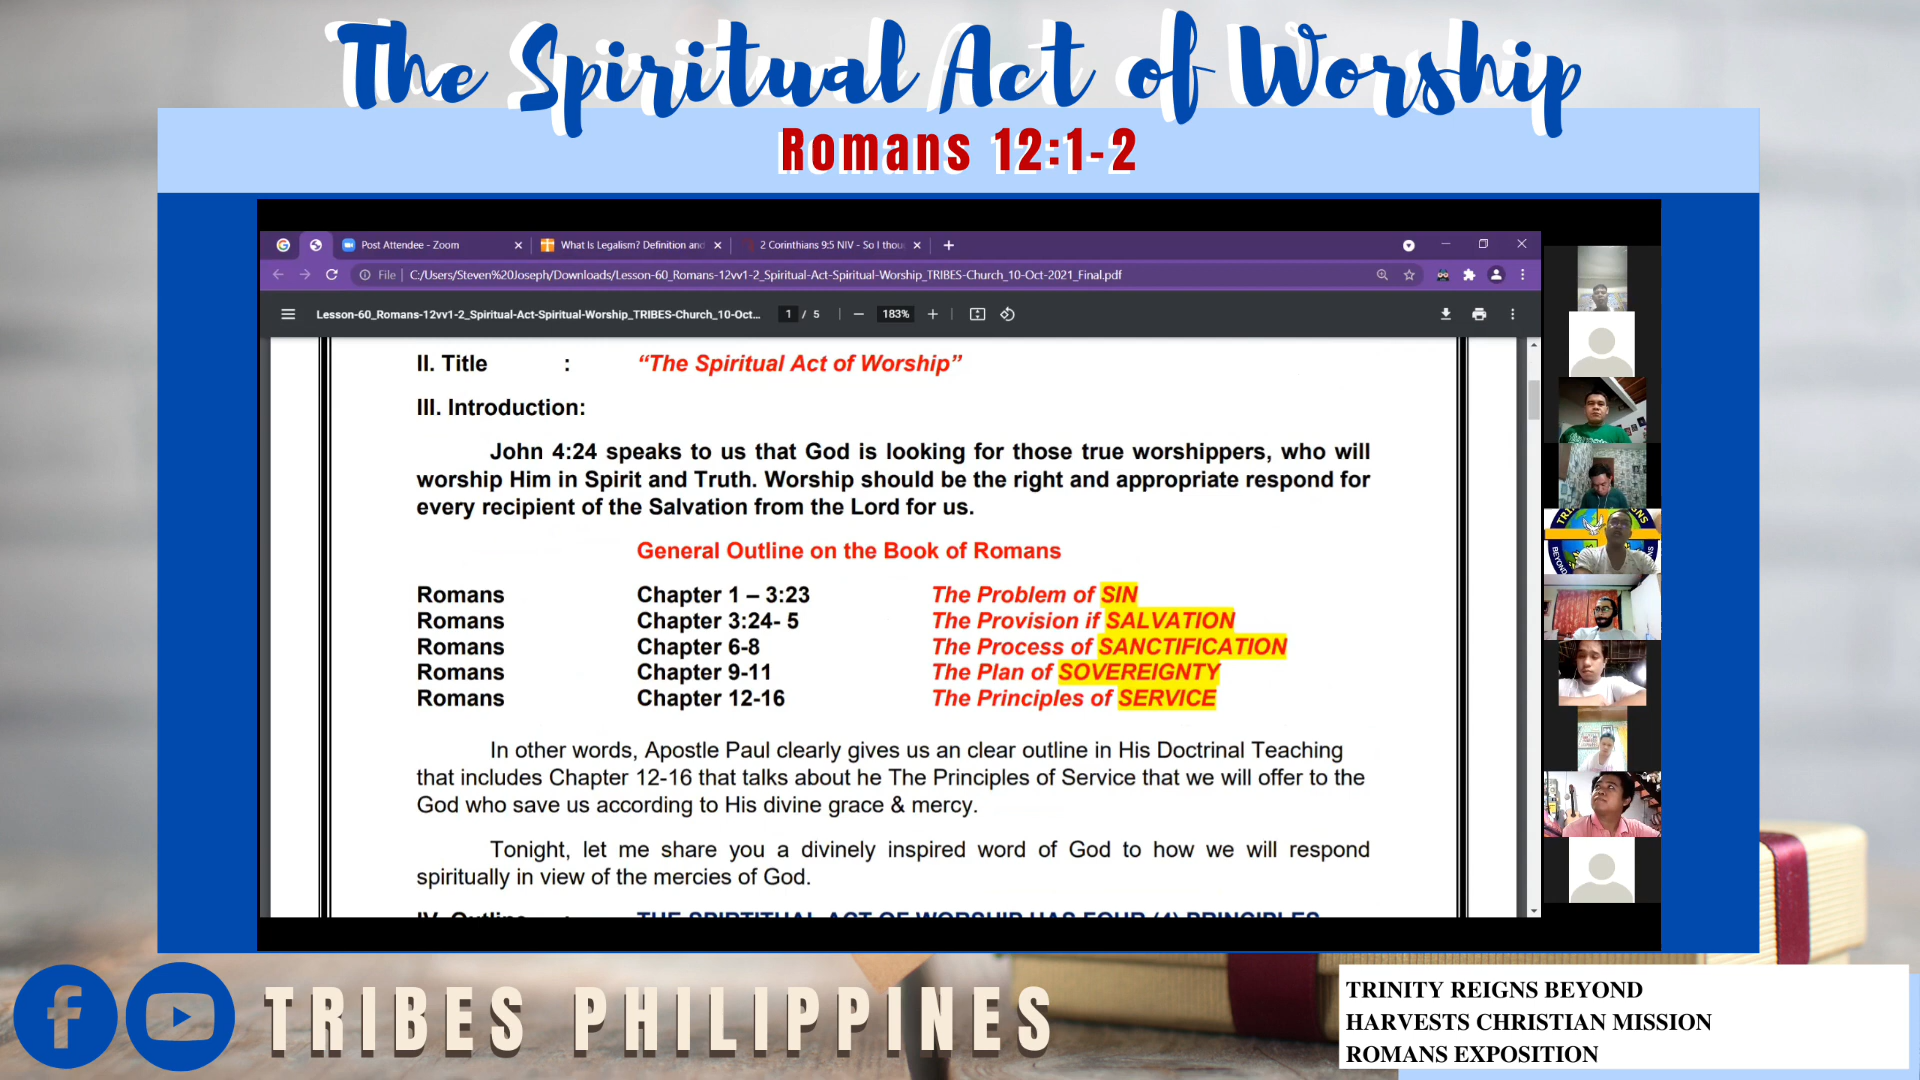 The Spiritual Act of Worship
Romans 12:1-2
Post Attendee - Zoom
What Is Legalism? Definition and
2 Corinthians 9:5 NIV - So I thou
File | C:/Users/Steven%20Joseph/Downloads/Lesson-60_Romans-12vv1-2_Spiritual-Act-Spiritual-Worship_TRIBES-Church_10-Oct-2021_Final.pdf
Lesson-60_Romans-12vv1-2_Spiritual-Act-Spiritual-Worship_TRIBES-Church_10-Oct... 1 / 5 183%
II. Title : “The Spiritual Act of Worship”
III. Introduction:
John 4:24 speaks to us that God is looking for those true worshippers, who will
worship Him in Spirit and Truth. Worship should be the right and appropriate respond for
every recipient of the Salvation from the Lord for us.
General Outline on the Book of Romans
Romans Chapter 1 – 3:23 The Problem of SIN
Romans Chapter 3:24- 5 The Provision if SALVATION
Romans Chapter 6-8 The Process of SANCTIFICATION
Romans Chapter 9-11 The Plan of SOVEREIGNTY
Romans Chapter 12-16 The Principles of SERVICE
In other words, Apostle Paul clearly gives us an clear outline in His Doctrinal Teaching
that includes Chapter 12-16 that talks about he The Principles of Service that we will offer to the
God who save us according to His divine grace & mercy.
Tonight, let me share you a divinely inspired word of God to how we will respond
spiritually in view of the mercies of God.
IV. Outline : THE SPIRTITUAL ACT OF WORSHIP HAS FOUR (4) PRINCIPLES
TRIBES PHILIPPINES
TRINITY REIGNS BEYOND
HARVESTS CHRISTIAN MISSION
ROMANS EXPOSITION